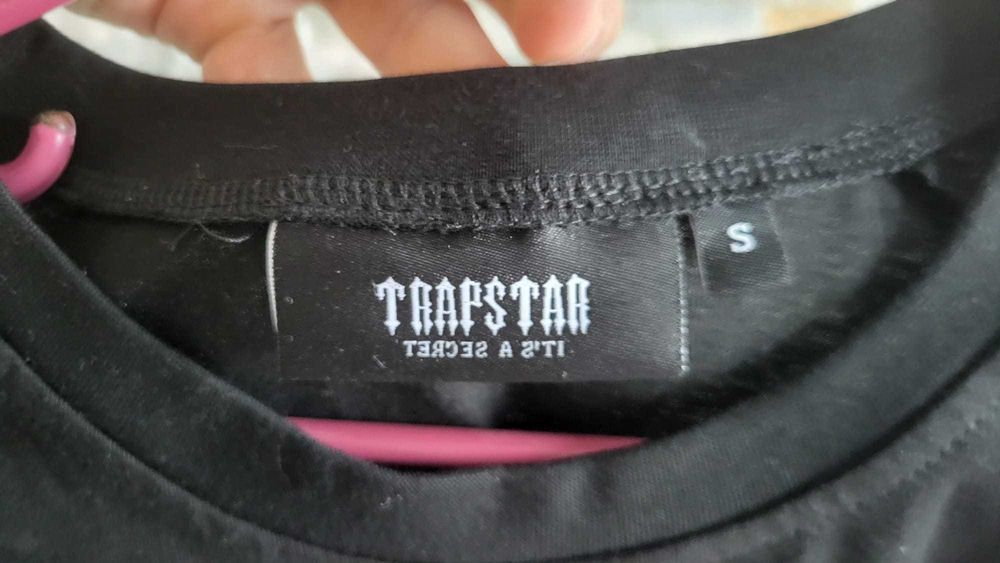 TRAPSTAR
IT'S A SECRET
S